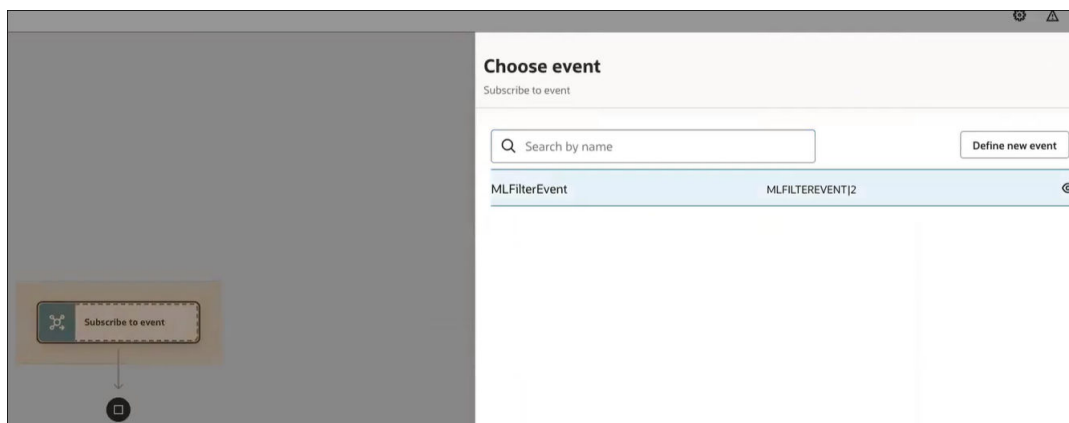 Choose event
Subscribe to event
Search by name
Define new event
MLFilterEvent MLFILTEREVENT|2
Subscribe to event